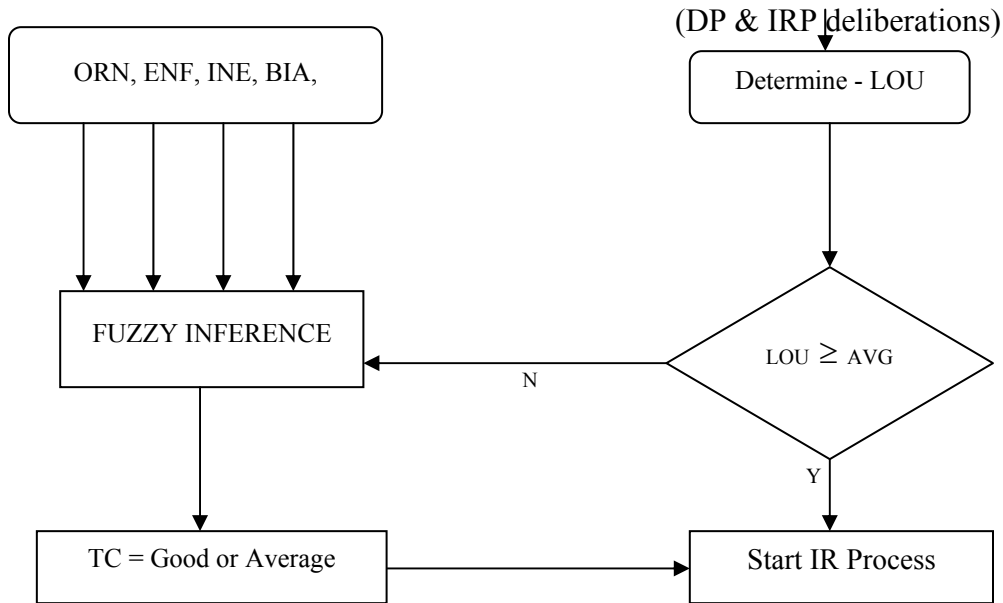 (DP & IRP deliberations)
ORN, ENF, INE, BIA,
Determine - LOU
FUZZY INFERENCE
LOU ≥ AVG
N
Y
TC = Good or Average
Start IR Process